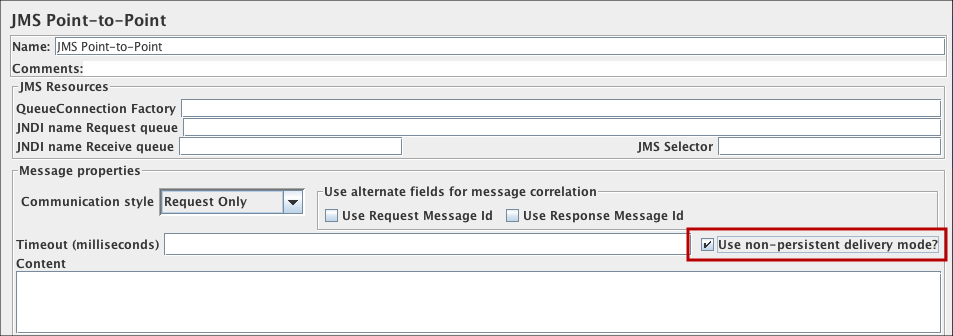 JMS Point-to-Point
Name: JMS Point-to-Point
Comments:
JMS Resources
QueueConnection Factory
JNDI name Request queue
JNDI name Receive queue JMS Selector
Message properties
Communication style Request Only
Use alternate fields for message correlation
Use Request Message Id Use Response Message Id
Timeout (milliseconds) Use non-persistent delivery mode?
Content